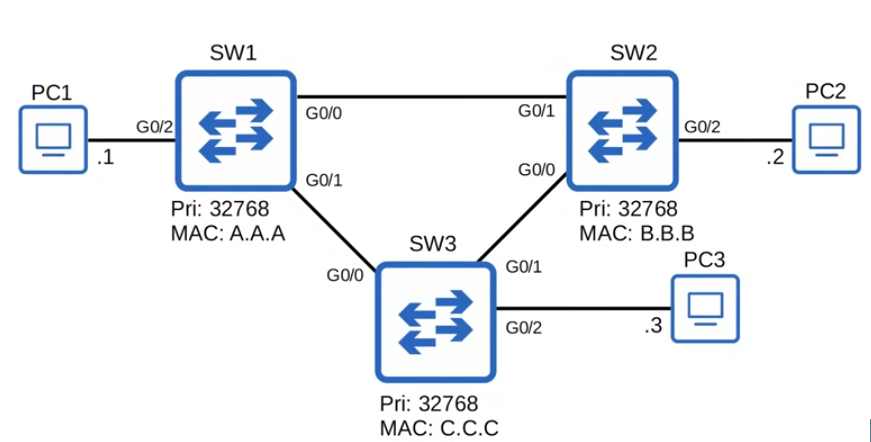 SW1
SW2
PC1
PC2
G0/0
G0/1
G0/2
G0/2
.1
.2
G0/1
G0/0
Pri: 32768
MAC: A.A.A
Pri: 32768
MAC: B.B.B
SW3
PC3
G0/0
G0/1
G0/2
.3
Pri: 32768
MAC: C.C.C